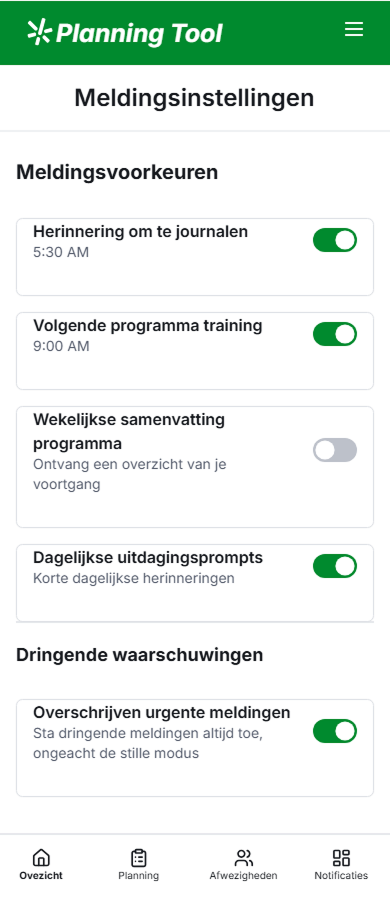 Planning Tool
Meldingsinstellingen
Meldingsvoorkeuren
Herinnering om te journalen
5:30 AM
Volgende programma training
9:00 AM
Wekelijkse samenvatting
programma
Ontvang een overzicht van je
voortgang
Dagelijkse uitdagingsprompts
Korte dagelijkse herinneringen
Dringende waarschuwingen
Overschrijven urgente meldingen
Sta dringende meldingen altijd toe,
ongeacht de stille modus
Ovezicht
Planning
Afwezigheden
Notificaties